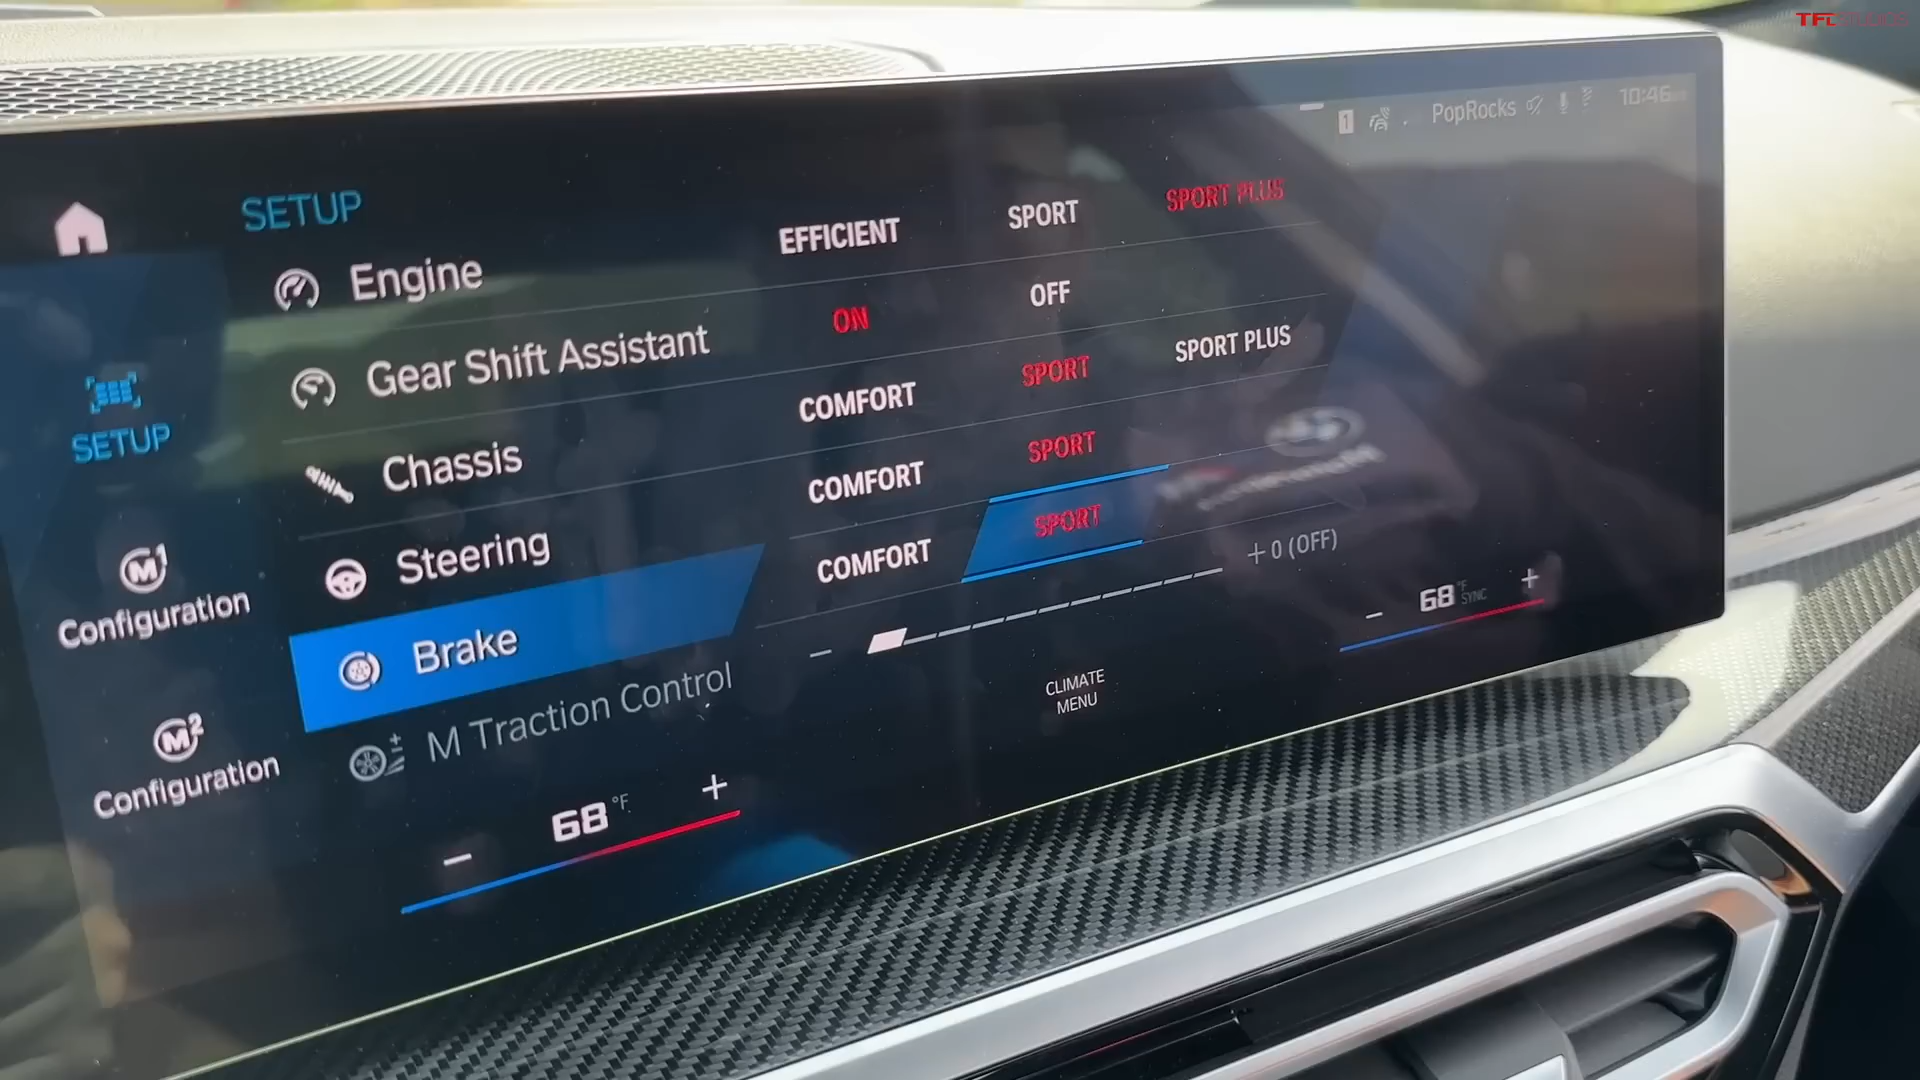 TFLSTUDIOS
1 PopRocks 10:46
SETUP
Engine EFFICIENT SPORT SPORT PLUS
Gear Shift Assistant ON OFF
Chassis COMFORT SPORT SPORT PLUS
Steering COMFORT SPORT
Brake COMFORT SPORT
M Traction Control − +0 (OFF)
SETUP
M1
Configuration
M2
Configuration
− 68 °F +
CLIMATE
MENU
− 68 °F SYNC +